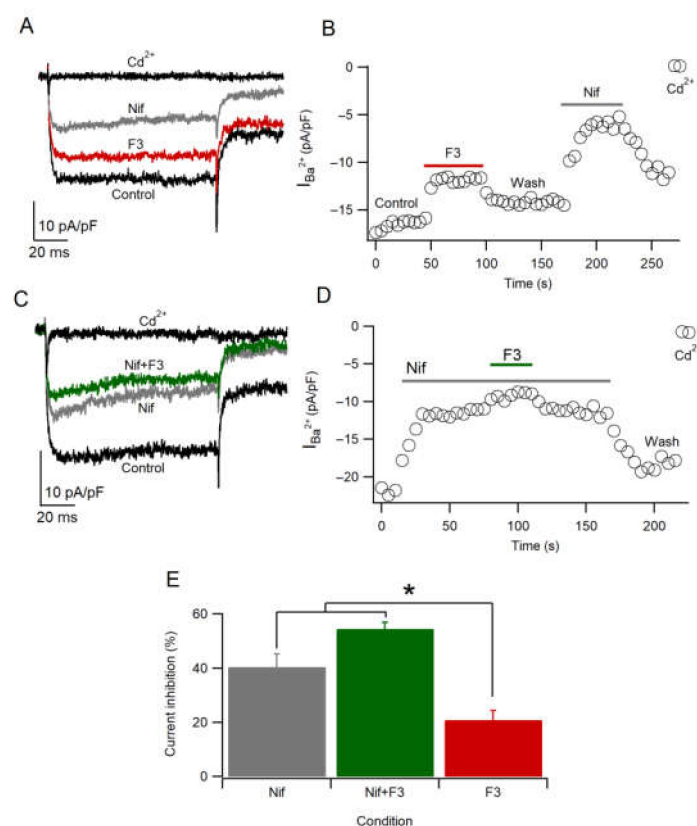 A
Cd²⁺
Nif
F3
Control
10 pA/pF
20 ms
B
0
-5
-10
-15
I_Ba²⁺ (pA/pF)
Control
F3
Wash
Nif
Cd²⁺
0 50 100 150 200 250
Time (s)
C
Cd²⁺
Nif+F3
Nif
Control
10 pA/pF
20 ms
D
0
-5
-10
-15
-20
I_Ba²⁺ (pA/pF)
Nif
F3
Cd²
Wash
0 50 100 150 200
Time (s)
E
60
40
20
0
Current inhibition (%)
*
Nif Nif+F3 F3
Condition